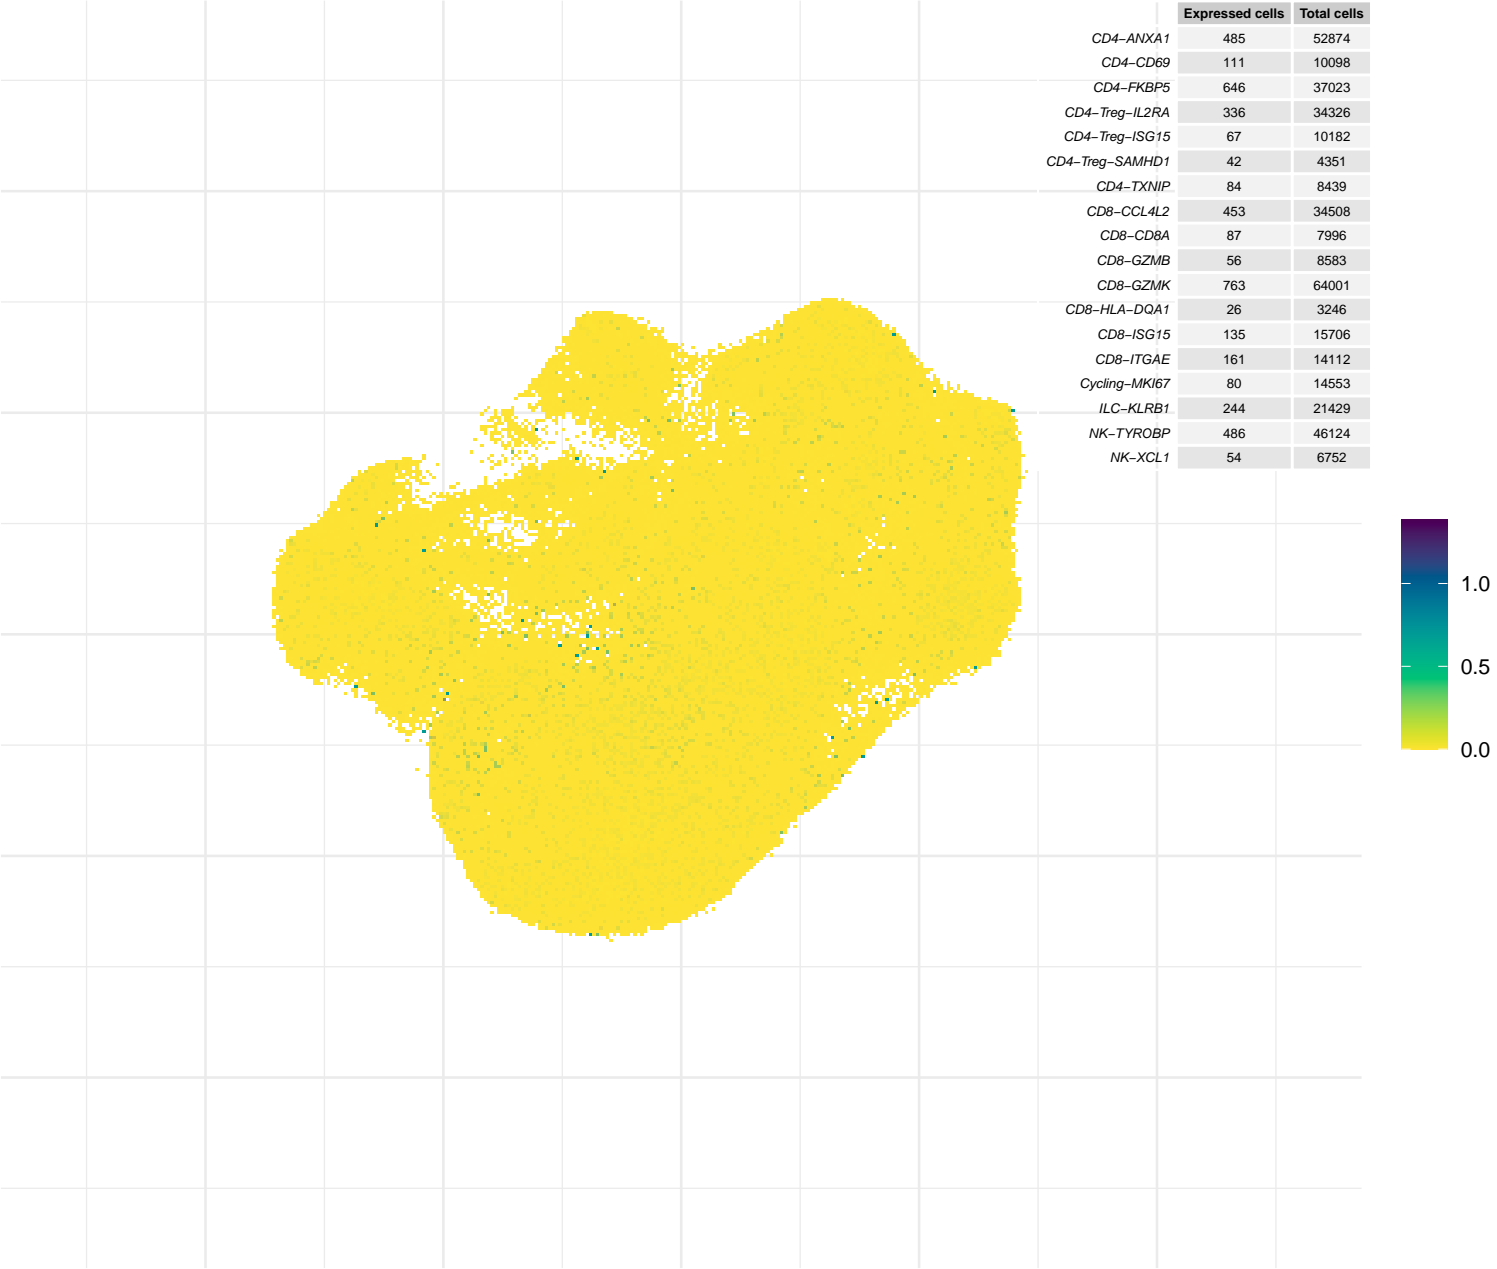 Expressed cells Total cells
CD4−ANXA1 485 52874
CD4−CD69 111 10098
CD4−FKBP5 646 37023
CD4−Treg−IL2RA 336 34326
CD4−Treg−ISG15 67 10182
CD4−Treg−SAMHD1 42 4351
CD4−TXNIP 84 8439
CD8−CCL4L2 453 34508
CD8−CD8A 87 7996
CD8−GZMB 56 8583
CD8−GZMK 763 64001
CD8−HLA−DQA1 26 3246
CD8−ISG15 135 15706
CD8−ITGAE 161 14112
Cycling−MKI67 80 14553
ILC−KLRB1 244 21429
NK−TYROBP 486 46124
NK−XCL1 54 6752
1.0
0.5
0.0